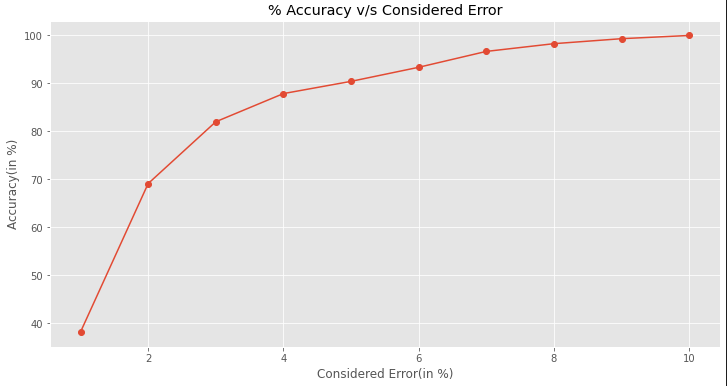 % Accuracy v/s Considered Error
Accuracy(in %)
100
90
80
70
60
50
40
2 4 6 8 10
Considered Error(in %)